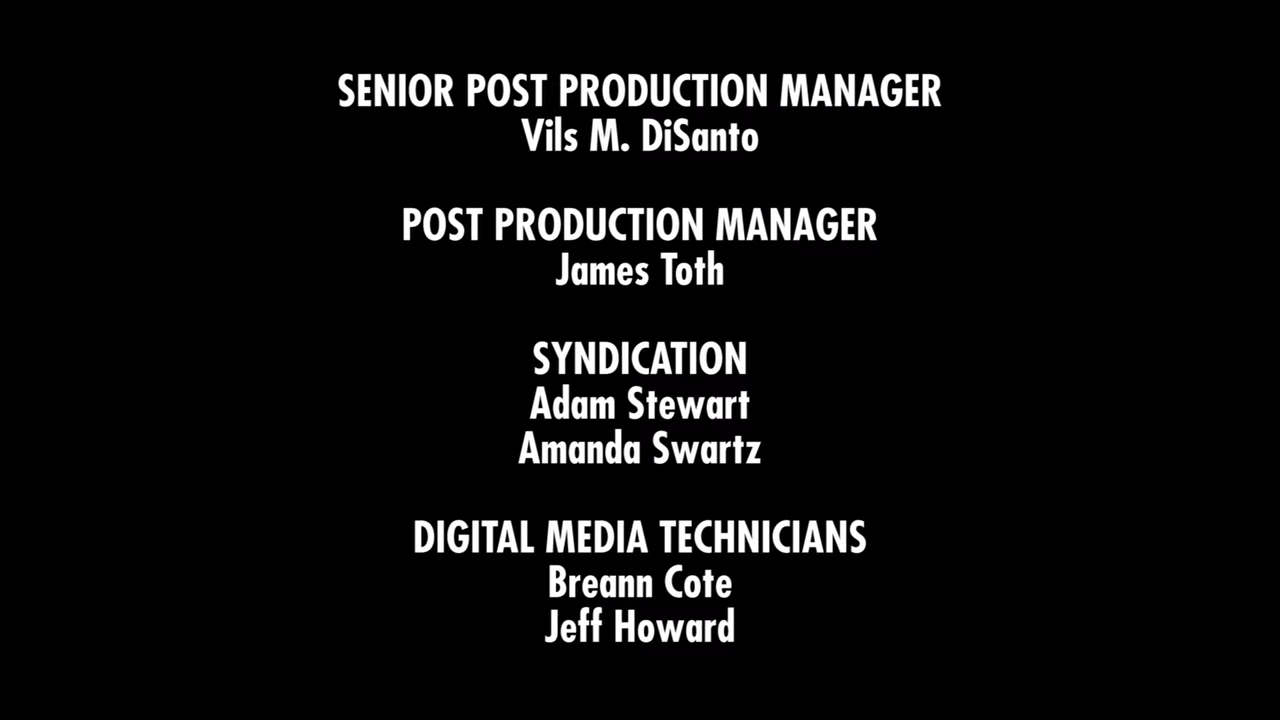 SENIOR POST PRODUCTION MANAGER
Vils M. DiSanto
POST PRODUCTION MANAGER
James Toth
SYNDICATION
Adam Stewart
Amanda Swartz
DIGITAL MEDIA TECHNICIANS
Breann Cote
Jeff Howard